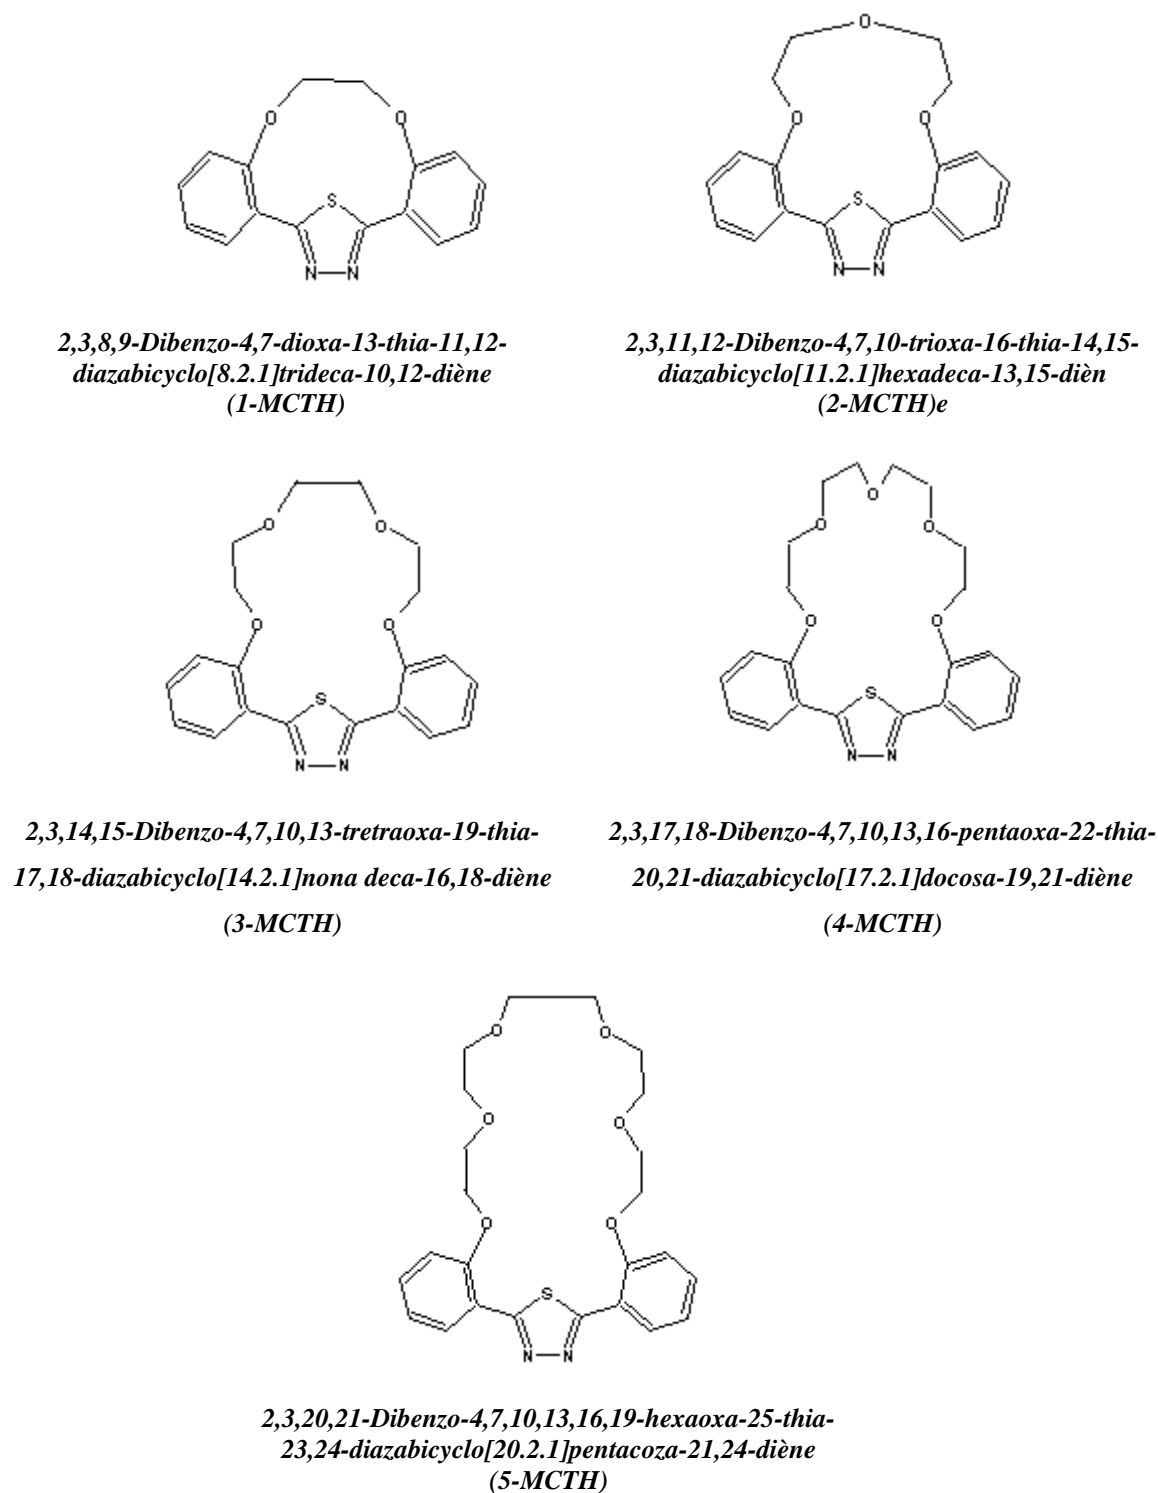 O
O
O
S
N
N
O
O
O
S
N
N
2,3,8,9-Dibenzo-4,7-dioxa-13-thia-11,12-
diazabicyclo[8.2.1]trideca-10,12-diène
(1-MCTH)
2,3,11,12-Dibenzo-4,7,10-trioxa-16-thia-14,15-
diazabicyclo[11.2.1]hexadeca-13,15-dièn
(2-MCTH)e
O
O
O
O
S
N
N
O
O
O
O
O
S
N
N
2,3,14,15-Dibenzo-4,7,10,13-tretraoxa-19-thia-
17,18-diazabicyclo[14.2.1]nona deca-16,18-diène
(3-MCTH)
2,3,17,18-Dibenzo-4,7,10,13,16-pentaoxa-22-thia-
20,21-diazabicyclo[17.2.1]docosa-19,21-diène
(4-MCTH)
O
O
O
O
O
O
S
N
N
2,3,20,21-Dibenzo-4,7,10,13,16,19-hexaoxa-25-thia-
23,24-diazabicyclo[20.2.1]pentacoza-21,24-diène
(5-MCTH)